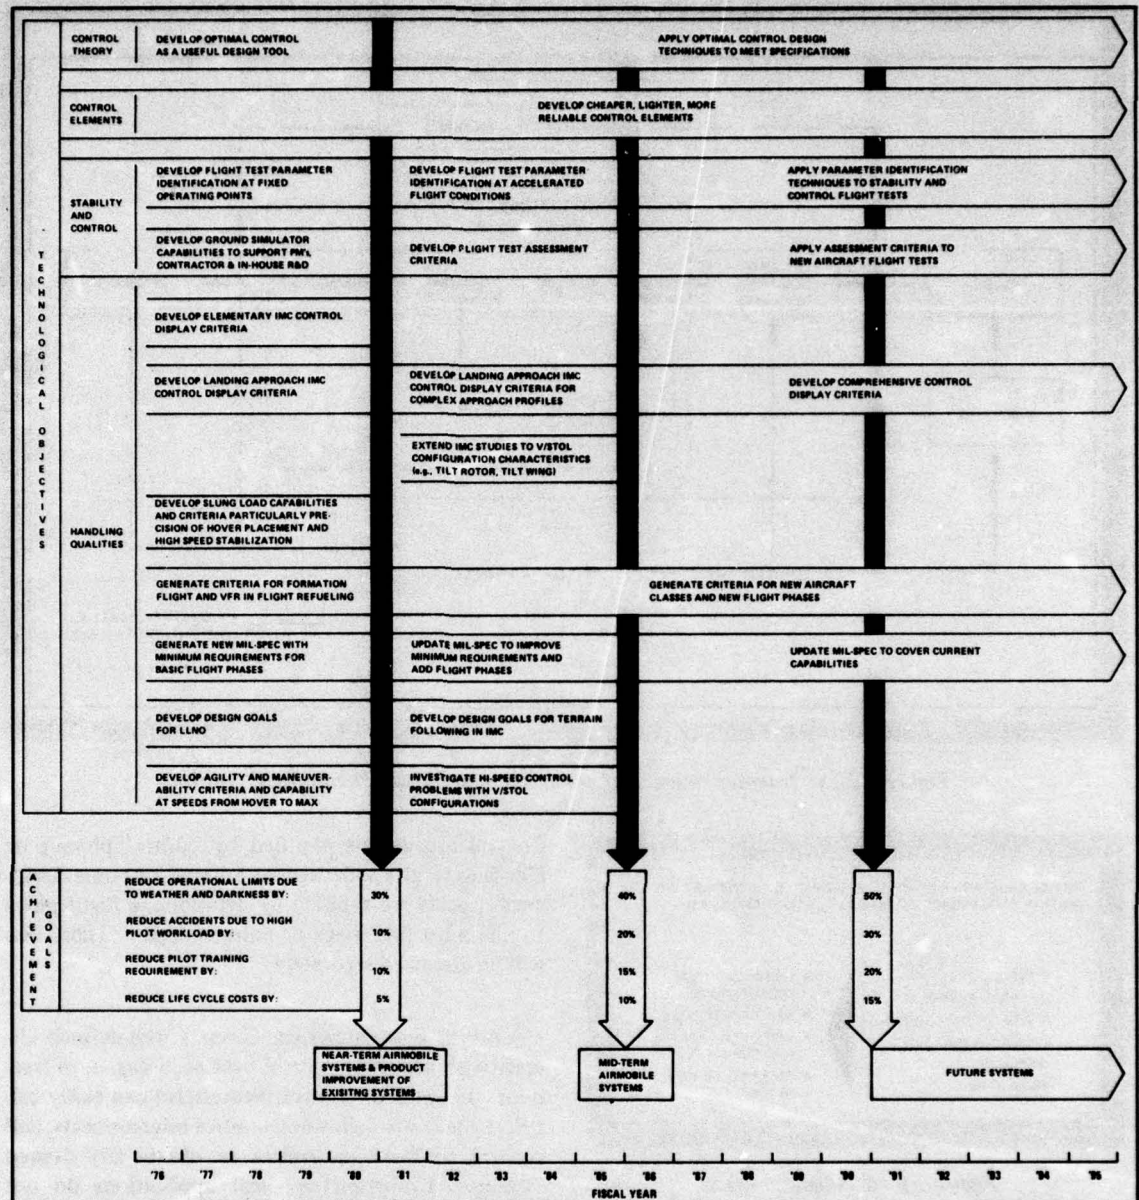 CONTROL
THEORY
DEVELOP OPTIMAL CONTROL
AS A USEFUL DESIGN TOOL
APPLY OPTIMAL CONTROL DESIGN
TECHNIQUES TO MEET SPECIFICATIONS
CONTROL
ELEMENTS
DEVELOP CHEAPER, LIGHTER, MORE
RELIABLE CONTROL ELEMENTS
TECHNOLOGICAL OBJECTIVES
STABILITY
AND
CONTROL
DEVELOP FLIGHT TEST PARAMETER
IDENTIFICATION AT FIXED
OPERATING POINTS
DEVELOP FLIGHT TEST PARAMETER
IDENTIFICATION AT ACCELERATED
FLIGHT CONDITIONS
APPLY PARAMETER IDENTIFICATION
TECHNIQUES TO STABILITY AND
CONTROL FLIGHT TESTS
DEVELOP GROUND SIMULATOR
CAPABILITIES TO SUPPORT PM's,
CONTRACTOR & IN-HOUSE R&D
DEVELOP FLIGHT TEST ASSESSMENT
CRITERIA
APPLY ASSESSMENT CRITERIA TO
NEW AIRCRAFT FLIGHT TESTS
HANDLING
QUALITIES
DEVELOP ELEMENTARY IMC CONTROL
DISPLAY CRITERIA
DEVELOP LANDING APPROACH IMC
CONTROL DISPLAY CRITERIA
DEVELOP LANDING APPROACH IMC
CONTROL DISPLAY CRITERIA FOR
COMPLEX APPROACH PROFILES
DEVELOP COMPREHENSIVE CONTROL
DISPLAY CRITERIA
EXTEND IMC STUDIES TO V/STOL
CONFIGURATION CHARACTERISTICS
(e.g., TILT ROTOR, TILT WING)
DEVELOP SLUNG LOAD CAPABILITIES
AND CRITERIA PARTICULARLY PRE-
CISION OF HOVER PLACEMENT AND
HIGH SPEED STABILIZATION
GENERATE CRITERIA FOR FORMATION
FLIGHT AND VFR IN FLIGHT REFUELING
GENERATE CRITERIA FOR NEW AIRCRAFT
CLASSES AND NEW FLIGHT PHASES
GENERATE NEW MIL-SPEC WITH
MINIMUM REQUIREMENTS FOR
BASIC FLIGHT PHASES
UPDATE MIL-SPEC TO IMPROVE
MINIMUM REQUIREMENTS AND
ADD FLIGHT PHASES
UPDATE MIL-SPEC TO COVER CURRENT
CAPABILITIES
DEVELOP DESIGN GOALS
FOR LLNO
DEVELOP DESIGN GOALS FOR TERRAIN
FOLLOWING IN IMC
DEVELOP AGILITY AND MANEUVER-
ABILITY CRITERIA AND CAPABILITY
AT SPEEDS FROM HOVER TO MAX
INVESTIGATE HI-SPEED CONTROL
PROBLEMS WITH V/STOL
CONFIGURATIONS
ACHIEVEMENT GOALS
REDUCE OPERATIONAL LIMITS DUE
TO WEATHER AND DARKNESS BY: 30% 40% 50%
REDUCE ACCIDENTS DUE TO HIGH
PILOT WORKLOAD BY: 10% 20% 30%
REDUCE PILOT TRAINING
REQUIREMENT BY: 10% 15% 20%
REDUCE LIFE CYCLE COSTS BY: 5% 10% 15%
NEAR-TERM AIRMOBILE
SYSTEMS & PRODUCT
IMPROVEMENT OF
EXISITNG SYSTEMS
MID-TERM
AIRMOBILE
SYSTEMS
FUTURE SYSTEMS
'76 '77 '78 '79 '80 '81 '82 '83 '84 '85 '86 '87 '88 '89 '90 '91 '92 '93 '94 '95
FISCAL YEAR